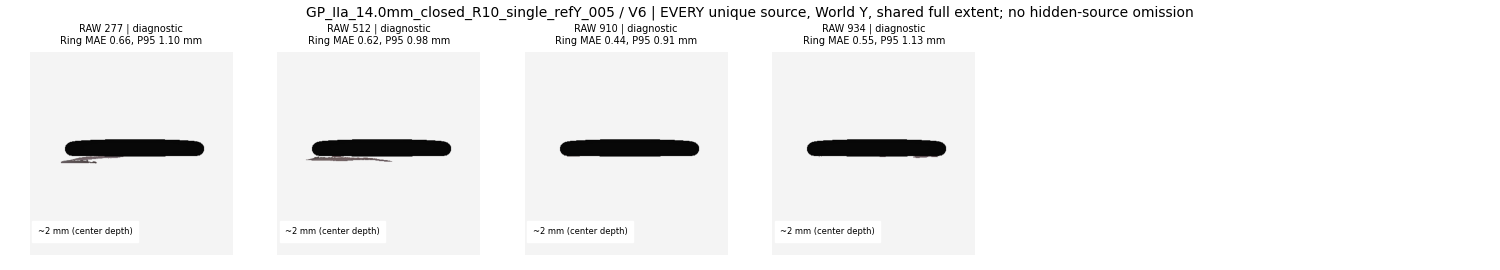 GP_IIa_14.0mm_closed_R10_single_refY_005 / V6 | EVERY unique source, World Y, shared full extent; no hidden-source omission
RAW 277 | diagnostic
Ring MAE 0.66, P95 1.10 mm
RAW 512 | diagnostic
Ring MAE 0.62, P95 0.98 mm
RAW 910 | diagnostic
Ring MAE 0.44, P95 0.91 mm
RAW 934 | diagnostic
Ring MAE 0.55, P95 1.13 mm
~2 mm (center depth)
~2 mm (center depth)
~2 mm (center depth)
~2 mm (center depth)